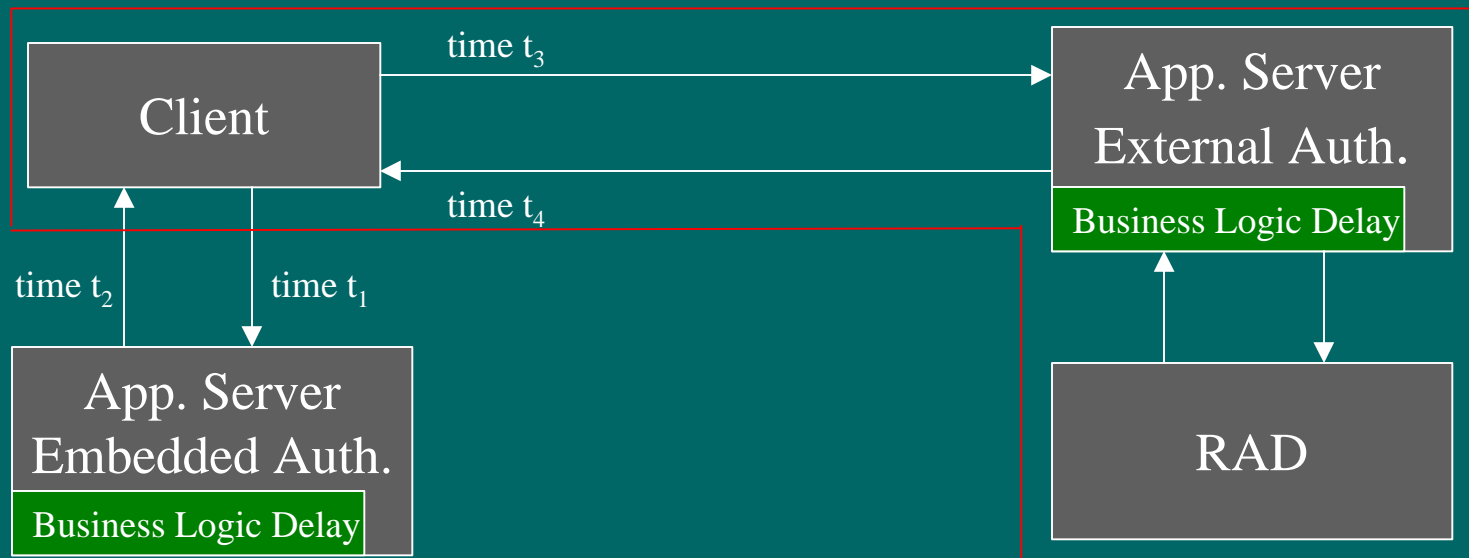 time t₃
Client
App. Server
External Auth.
time t₄
Business Logic Delay
time t₂
time t₁
App. Server
Embedded Auth.
Business Logic Delay
RAD